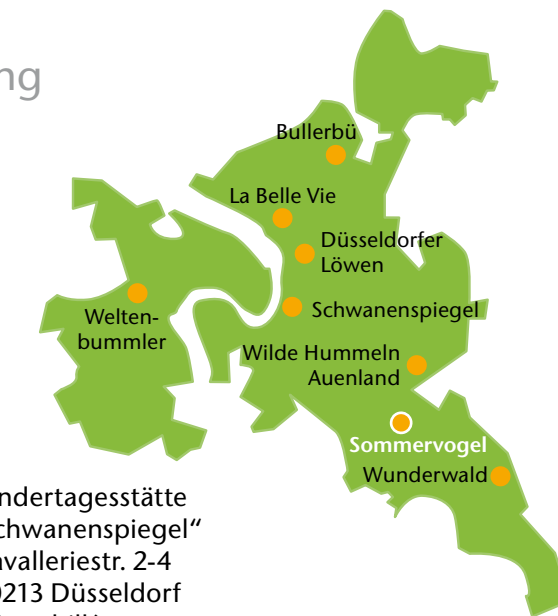 ng
Bullerbü
La Belle Vie
Düsseldorfer
Löwen
Schwanenspiegel
Welten-
bummler
Wilde Hummeln
Auenland
Sommervogel
Wunderwald
ndertagesstätte
chwanenspiegel“
avalleriestr. 2-4
0213 Düsseldorf